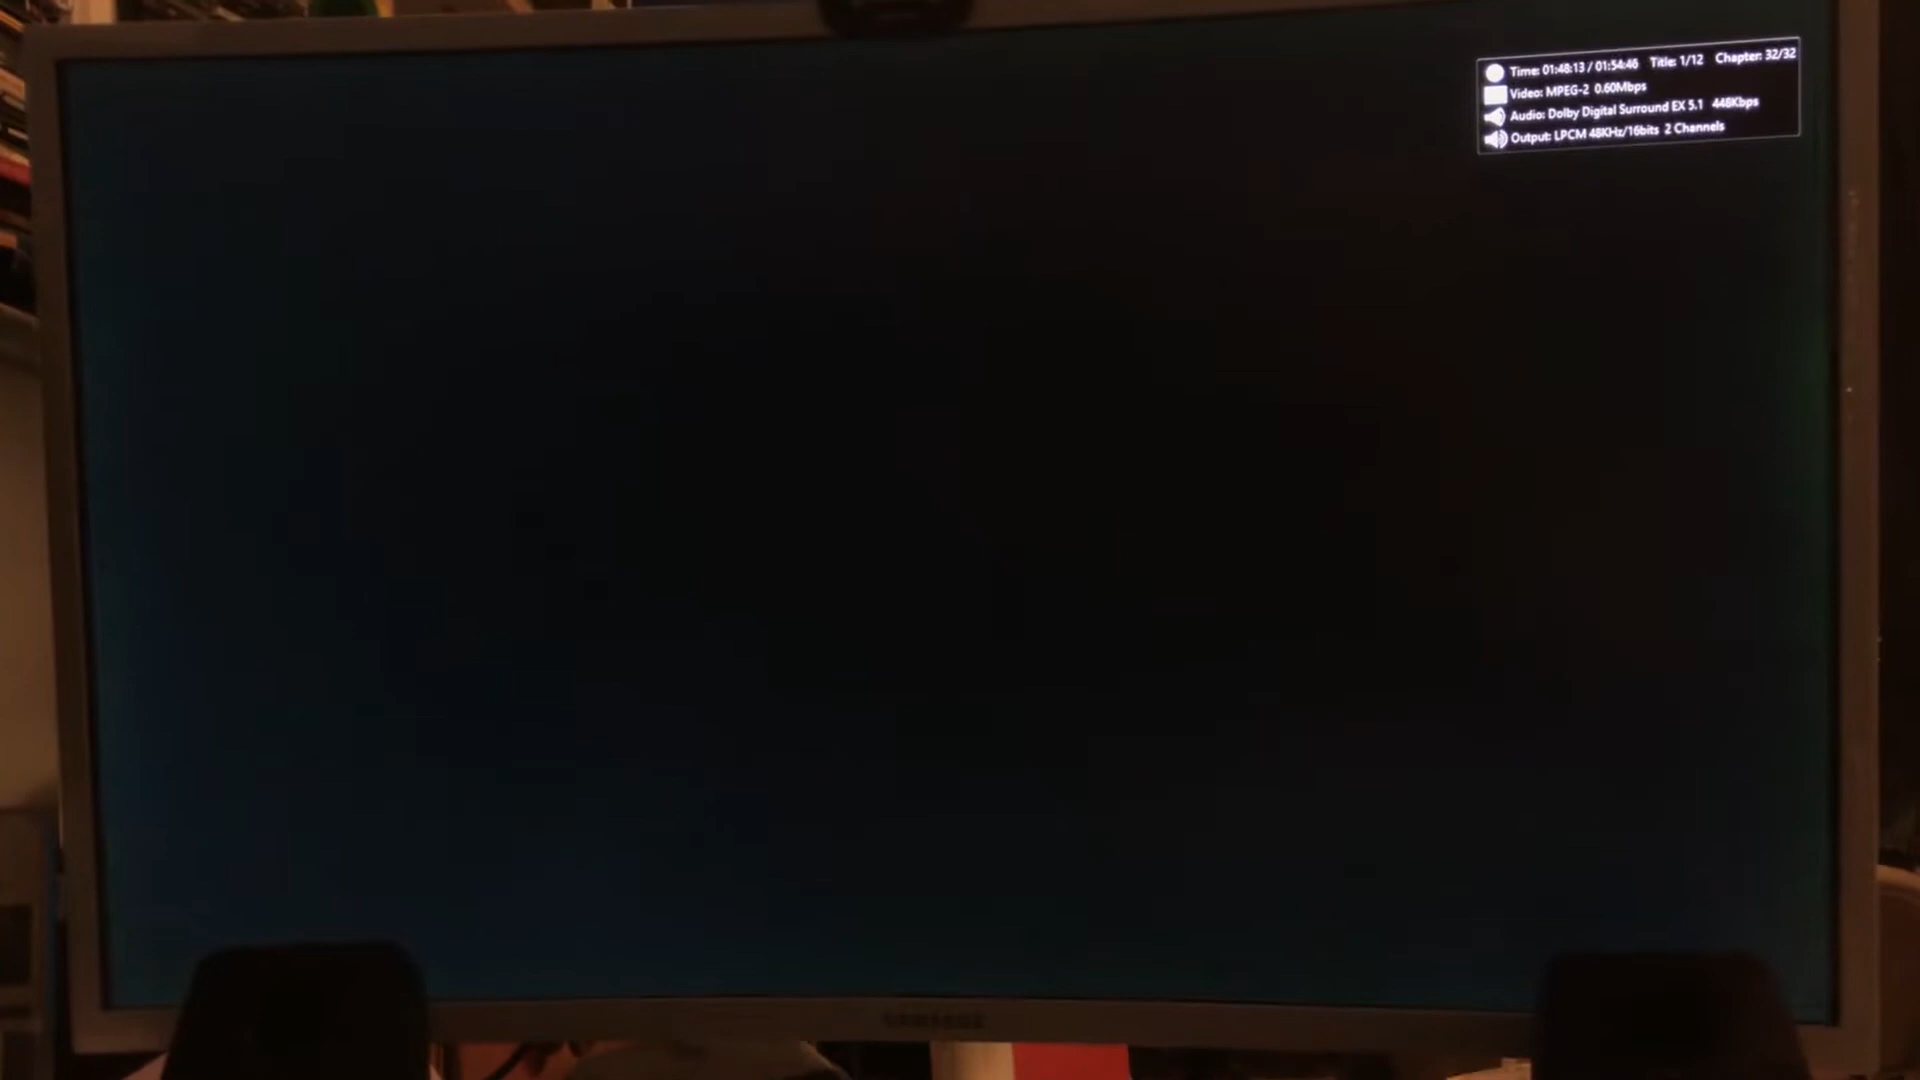 Time: 01:48:13 / 01:54:46 Title: 1/12 Chapter: 32/32
Video: MPEG-2 0.60Mbps
Audio: Dolby Digital Surround EX 5.1 448Kbps
Output: LPCM 48KHz/16bits 2 Channels
SAMSUNG